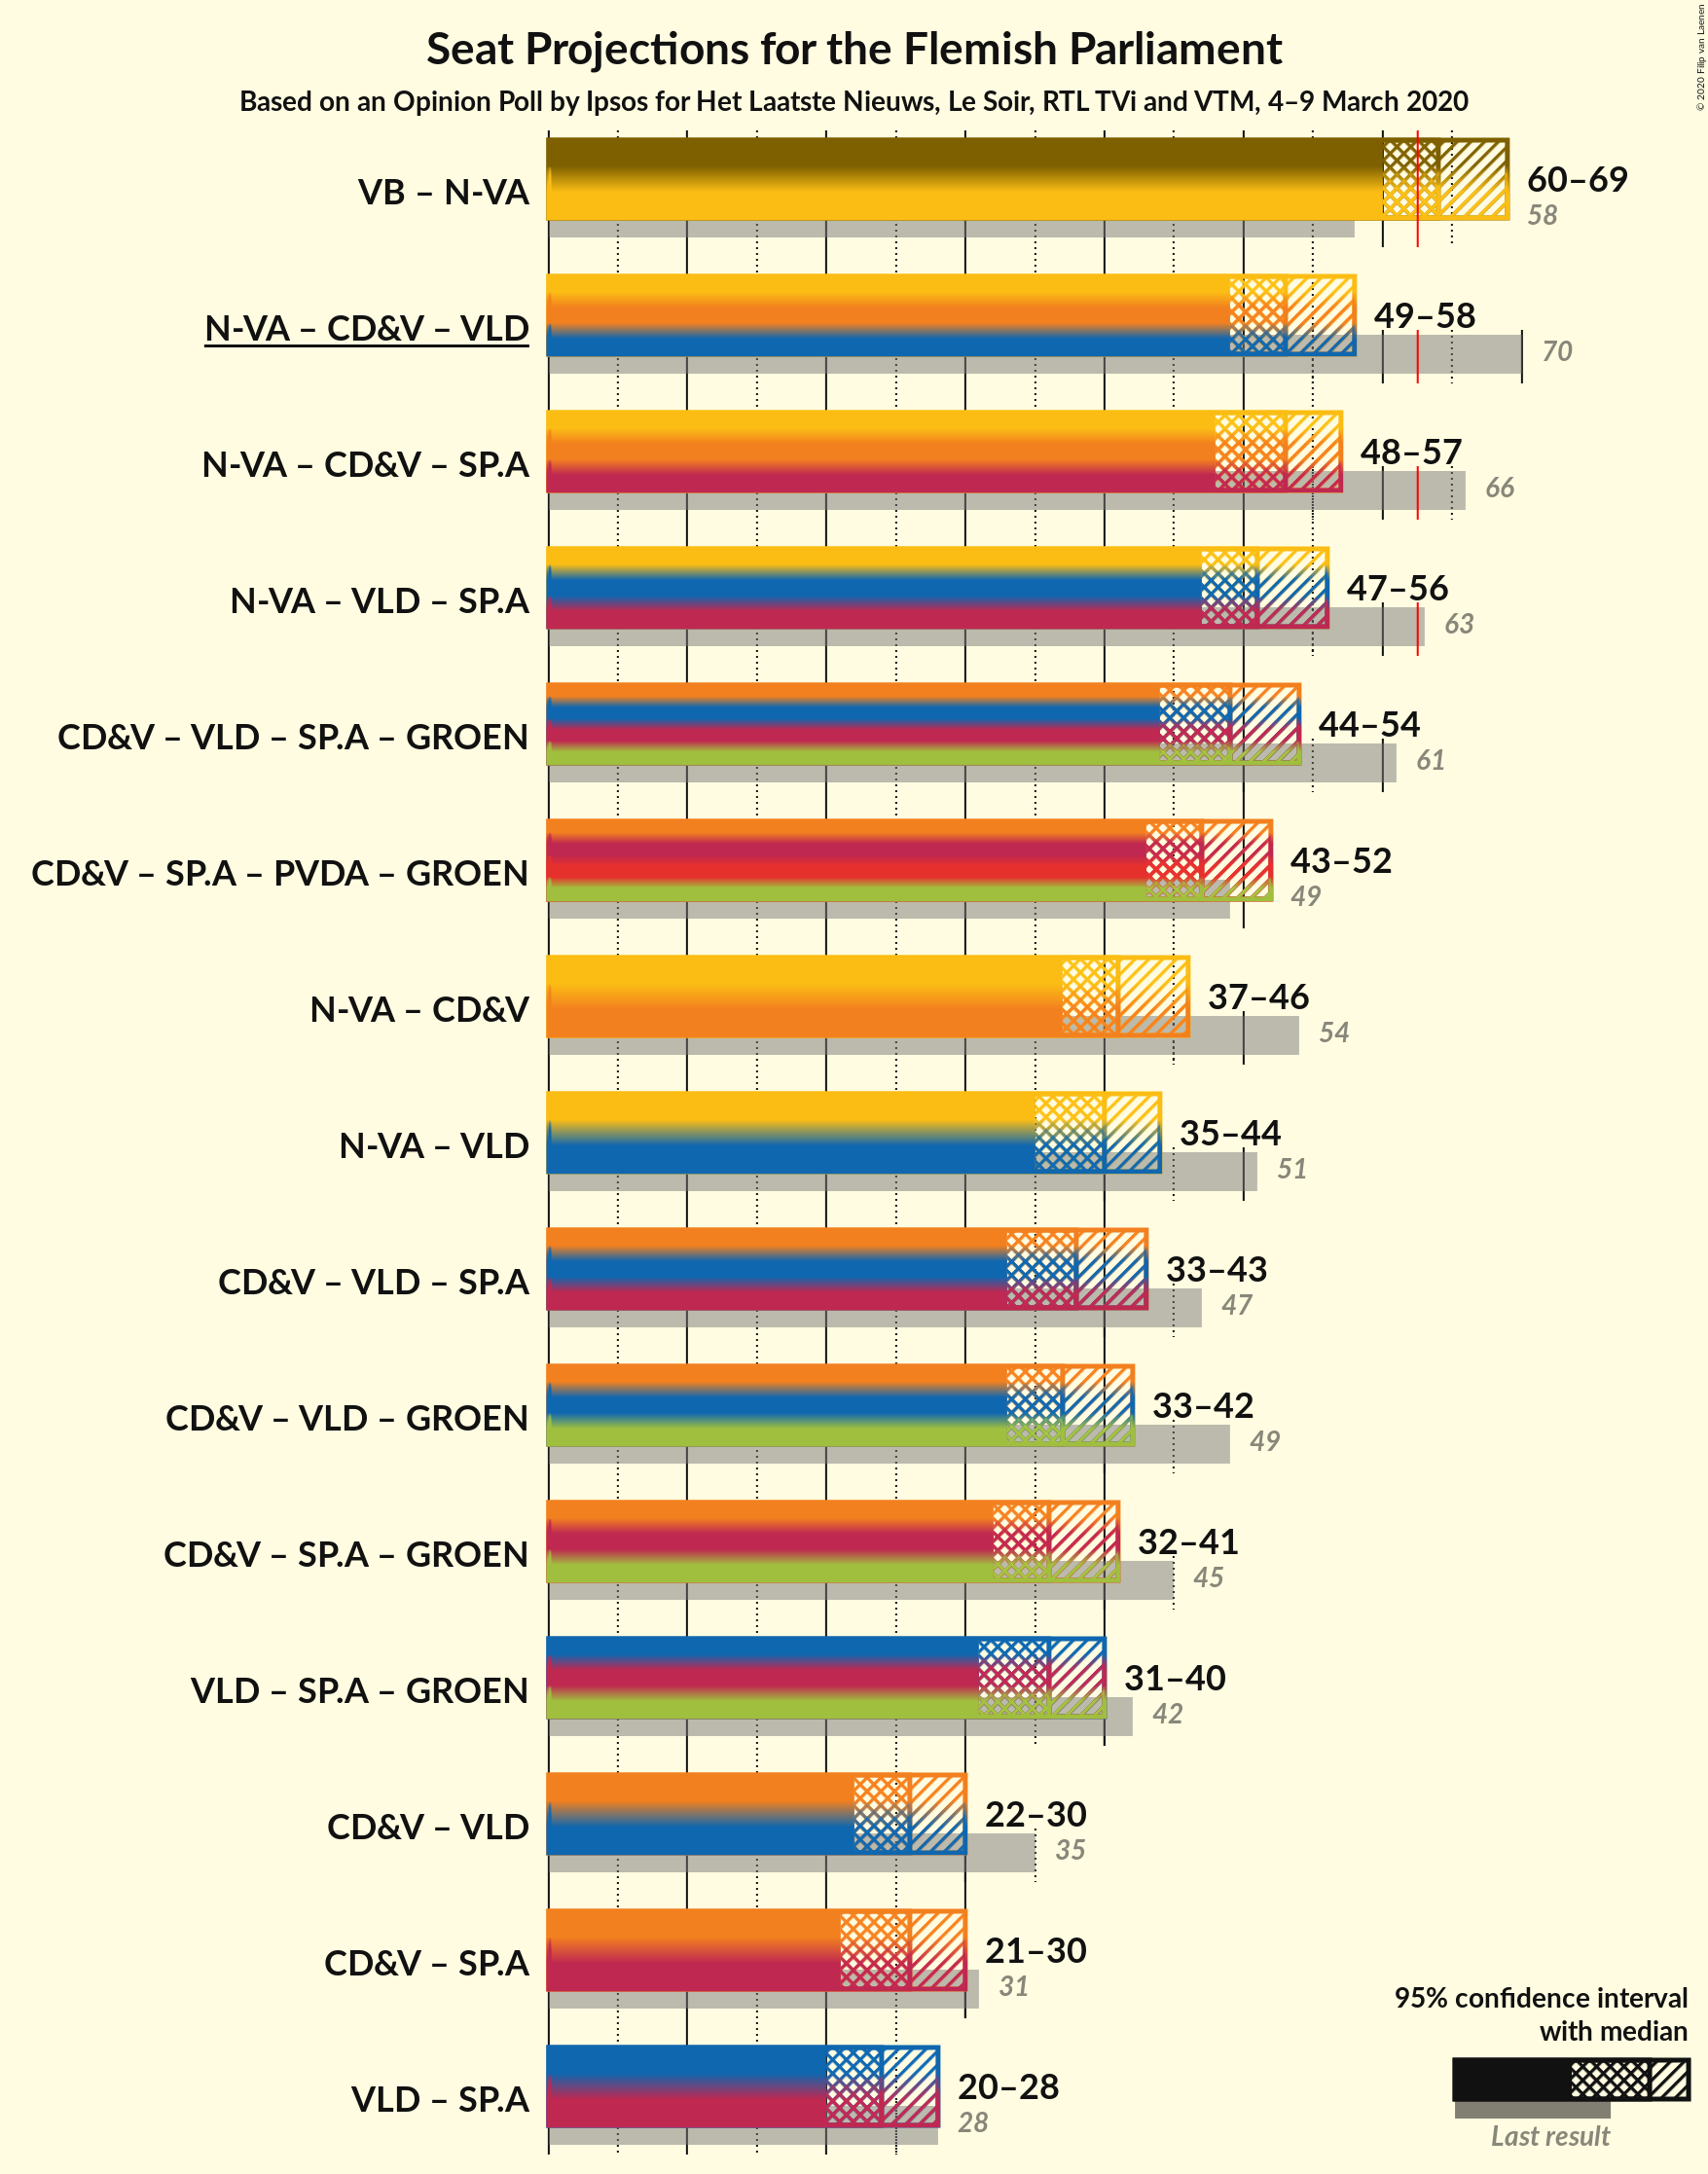 Seat Projections for the Flemish Parliament
Based on an Opinion Poll by Ipsos for Het Laatste Nieuws, Le Soir, RTL TVi and VTM, 4–9 March 2020
© 2020 Filip van Laenen
VB – N-VA
60–69
58
N-VA – CD&V – VLD
49–58
70
N-VA – CD&V – SP.A
48–57
66
N-VA – VLD – SP.A
47–56
63
CD&V – VLD – SP.A – GROEN
44–54
61
CD&V – SP.A – PVDA – GROEN
43–52
49
N-VA – CD&V
37–46
54
N-VA – VLD
35–44
51
CD&V – VLD – SP.A
33–43
47
CD&V – VLD – GROEN
33–42
49
CD&V – SP.A – GROEN
32–41
45
VLD – SP.A – GROEN
31–40
42
CD&V – VLD
22–30
35
CD&V – SP.A
21–30
31
VLD – SP.A
20–28
28
95% confidence interval
with median
Last result